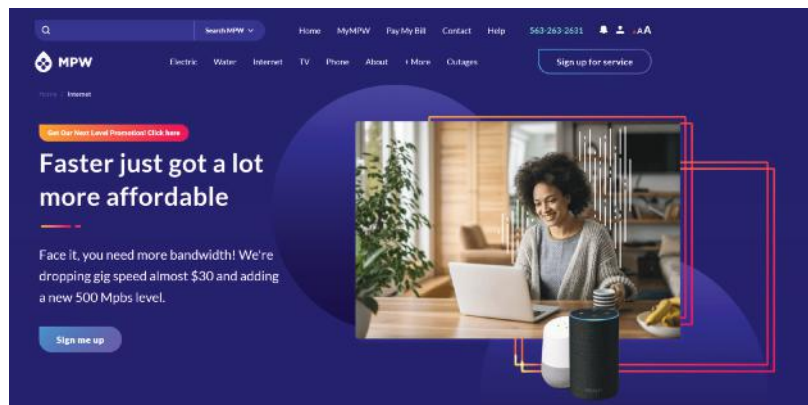 Search MPW
Home MyMPW Pay My Bill Contact Help 563-263-2631 AAA
MPW
Electric Water Internet TV Phone About + More Outages Sign up for service
Home / Internet
Get Our Next Level Promotion! Click here
Faster just got a lot
more affordable
Face it, you need more bandwidth! We're
dropping gig speed almost $30 and adding
a new 500 Mpbs level.
Sign me up